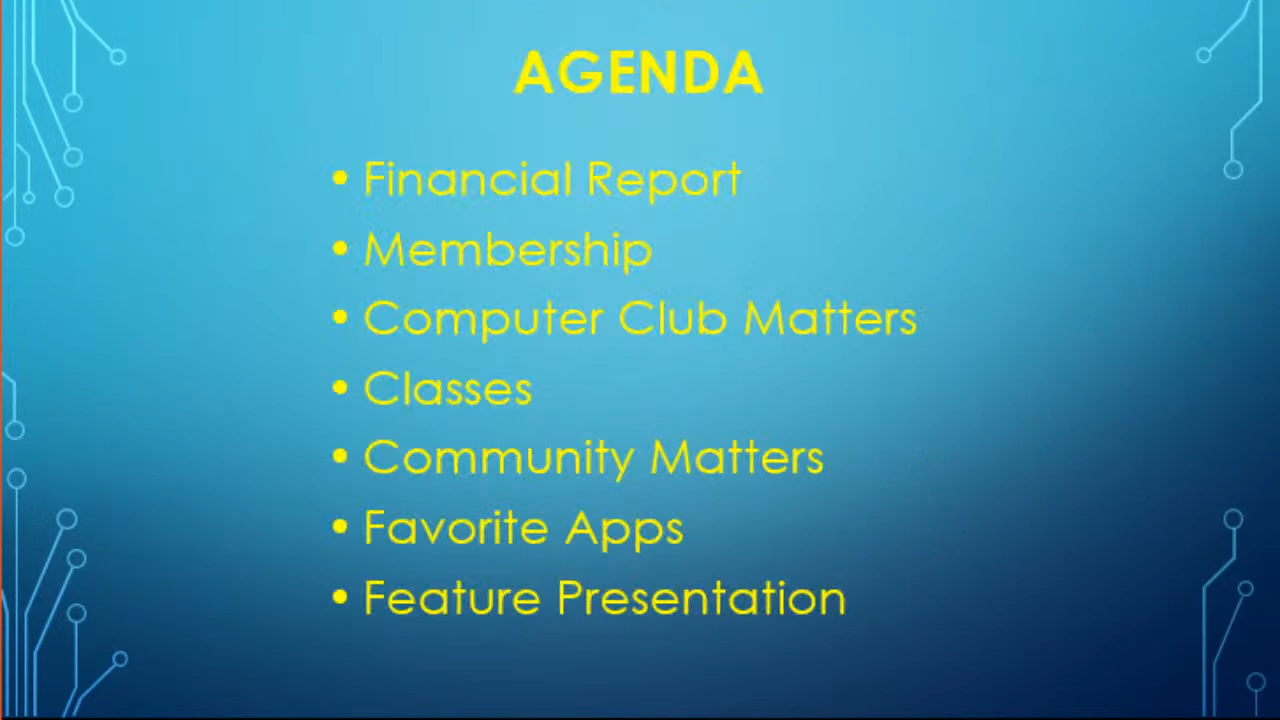 AGENDA
• Financial Report
• Membership
• Computer Club Matters
• Classes
• Community Matters
• Favorite Apps
• Feature Presentation